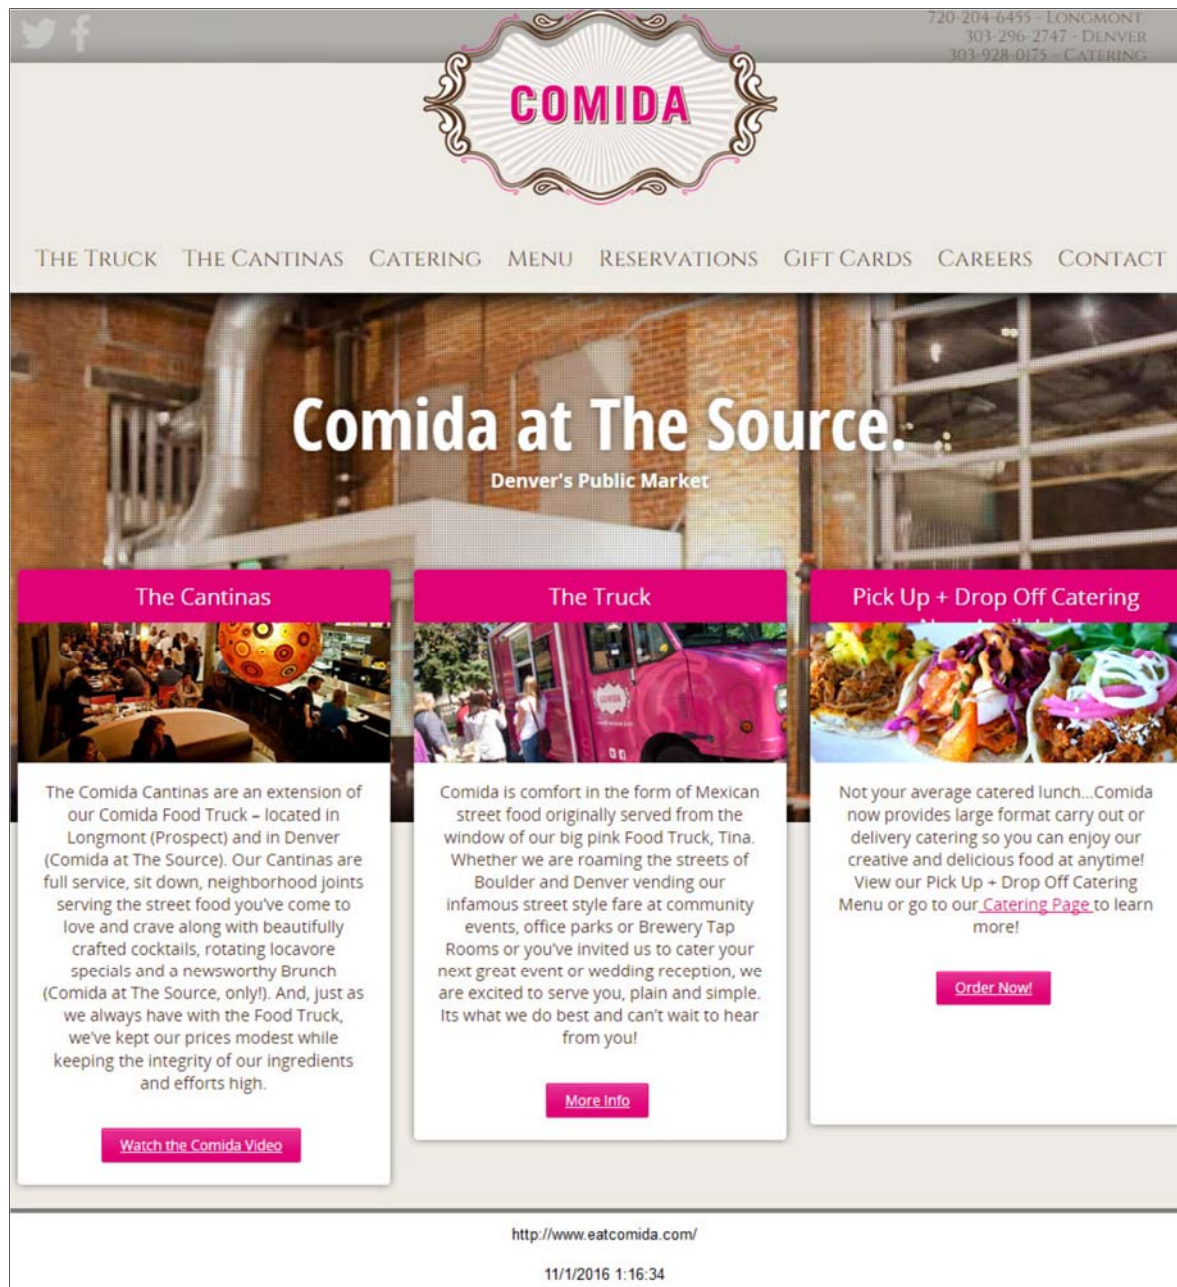 720-204-6455 - Longmont
303-296-2747 - Denver
303-928-0175 – Catering
COMIDA
The Truck The Cantinas Catering Menu Reservations Gift Cards Careers Contact
Comida at The Source.
Denver's Public Market
The Cantinas
The Comida Cantinas are an extension of
our Comida Food Truck – located in
Longmont (Prospect) and in Denver
(Comida at The Source). Our Cantinas are
full service, sit down, neighborhood joints
serving the street food you've come to
love and crave along with beautifully
crafted cocktails, rotating locavore
specials and a newsworthy Brunch
(Comida at The Source, only!). And, just as
we always have with the Food Truck,
we've kept our prices modest while
keeping the integrity of our ingredients
and efforts high.
Watch the Comida Video
The Truck
COMIDA
Comida is comfort in the form of Mexican
street food originally served from the
window of our big pink Food Truck, Tina.
Whether we are roaming the streets of
Boulder and Denver vending our
infamous street style fare at community
events, office parks or Brewery Tap
Rooms or you've invited us to cater your
next great event or wedding reception, we
are excited to serve you, plain and simple.
Its what we do best and can't wait to hear
from you!
More Info
Pick Up + Drop Off Catering
Not your average catered lunch...Comida
now provides large format carry out or
delivery catering so you can enjoy our
creative and delicious food at anytime!
View our Pick Up + Drop Off Catering
Menu or go to our Catering Page to learn
more!
Order Now!
http://www.eatcomida.com/
11/1/2016 1:16:34